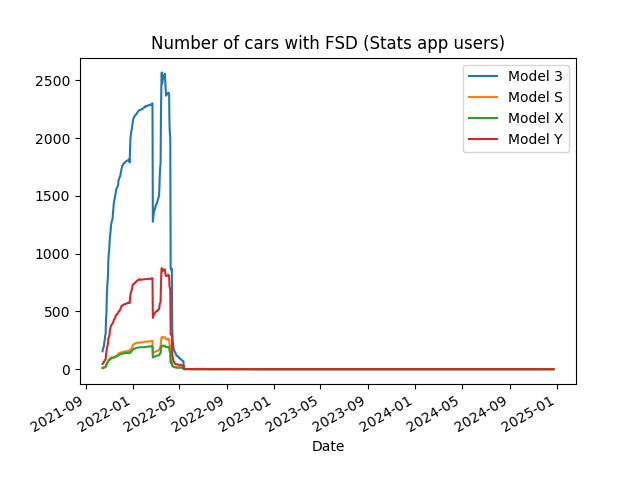 Number of cars with FSD (Stats app users)
2500
2000
1500
1000
500
0
Model 3
Model S
Model X
Model Y
2021-09
2022-01
2022-05
2022-09
2023-01
2023-05
2023-09
2024-01
2024-05
2024-09
2025-01
Date